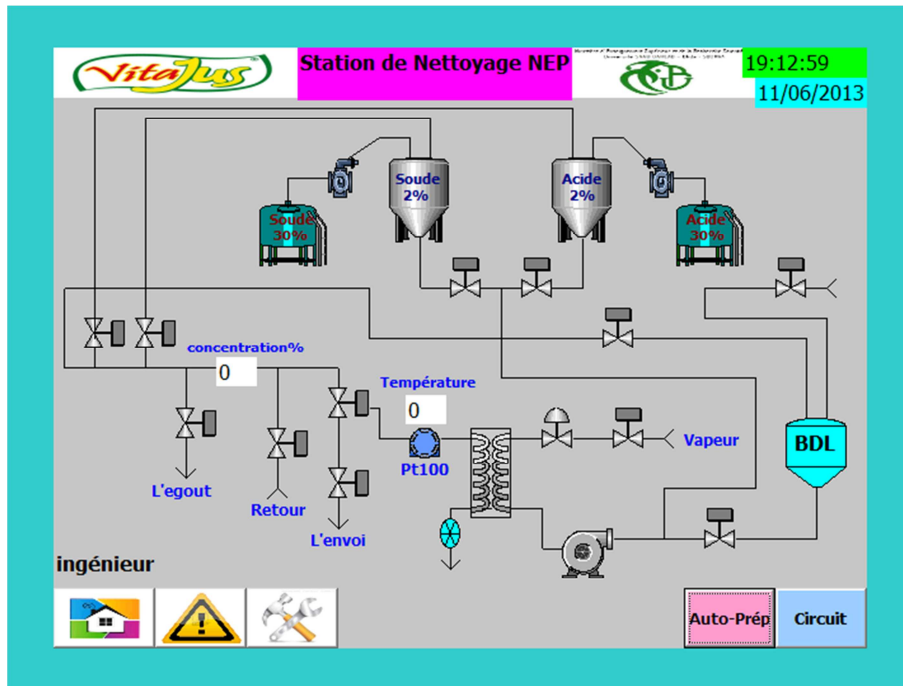 VitaJus
Station de Nettoyage NEP
19:12:59
11/06/2013
Soude
2%
Acide
2%
Soude
30%
Acide
30%
concentration%
0
Température
0
Pt100
Vapeur
BDL
L'egout
Retour
L'envoi
ingénieur
Auto-Prép
Circuit